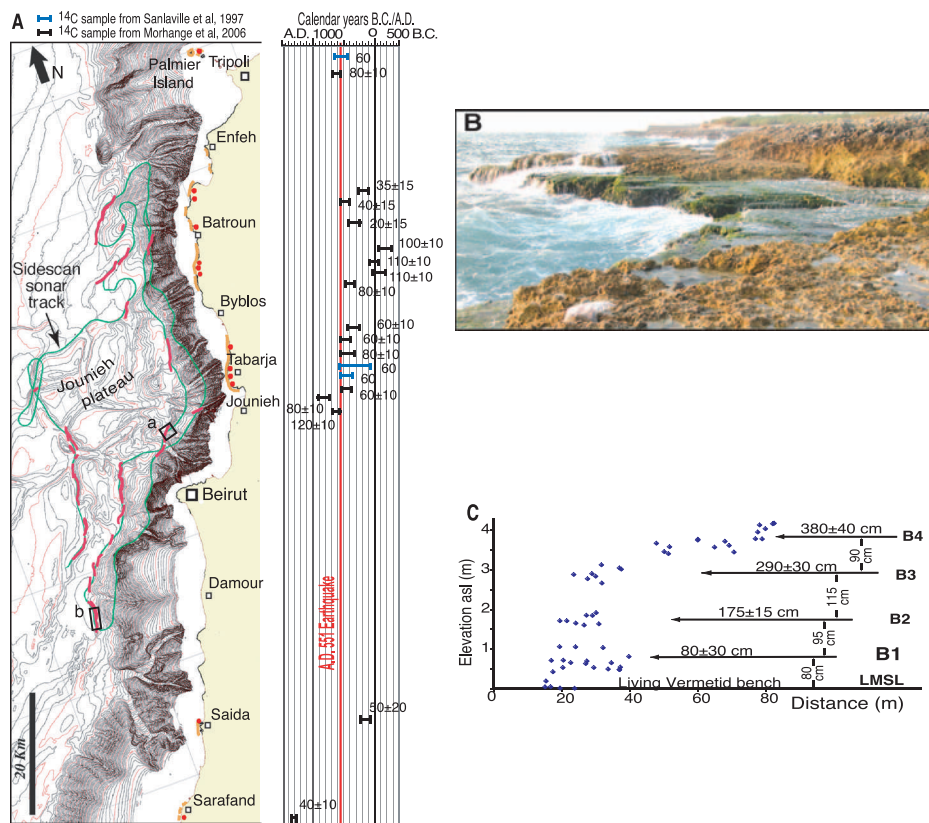 A
14C sample from Sanlaville et al, 1997
14C sample from Morhange et al, 2006
Calendar years B.C./A.D.
A.D. 1000 0 500 B.C.
N
Palmier
Island
Tripoli
Enfeh
Batroun
Sidescan
sonar
track
Byblos
Jounieh
plateau
Tabarja
Jounieh
a
Beirut
Damour
b
Saida
20 Km
Sarafand
60
80±10
35±15
40±15
20±15
100±10
110±10
110±10
80±10
60±10
60±10
80±10
60
60
60±10
80±10
120±10
A.D. 551 Earthquake
50±20
40±10
B
C
Elevation asl (m)
4
3
2
1
380±40 cm
B4
90 cm
290±30 cm
B3
115 cm
175±15 cm
B2
95 cm
80±30 cm
B1
80 cm
Living Vermetid bench
LMSL
0 20 40 60 80
Distance (m)